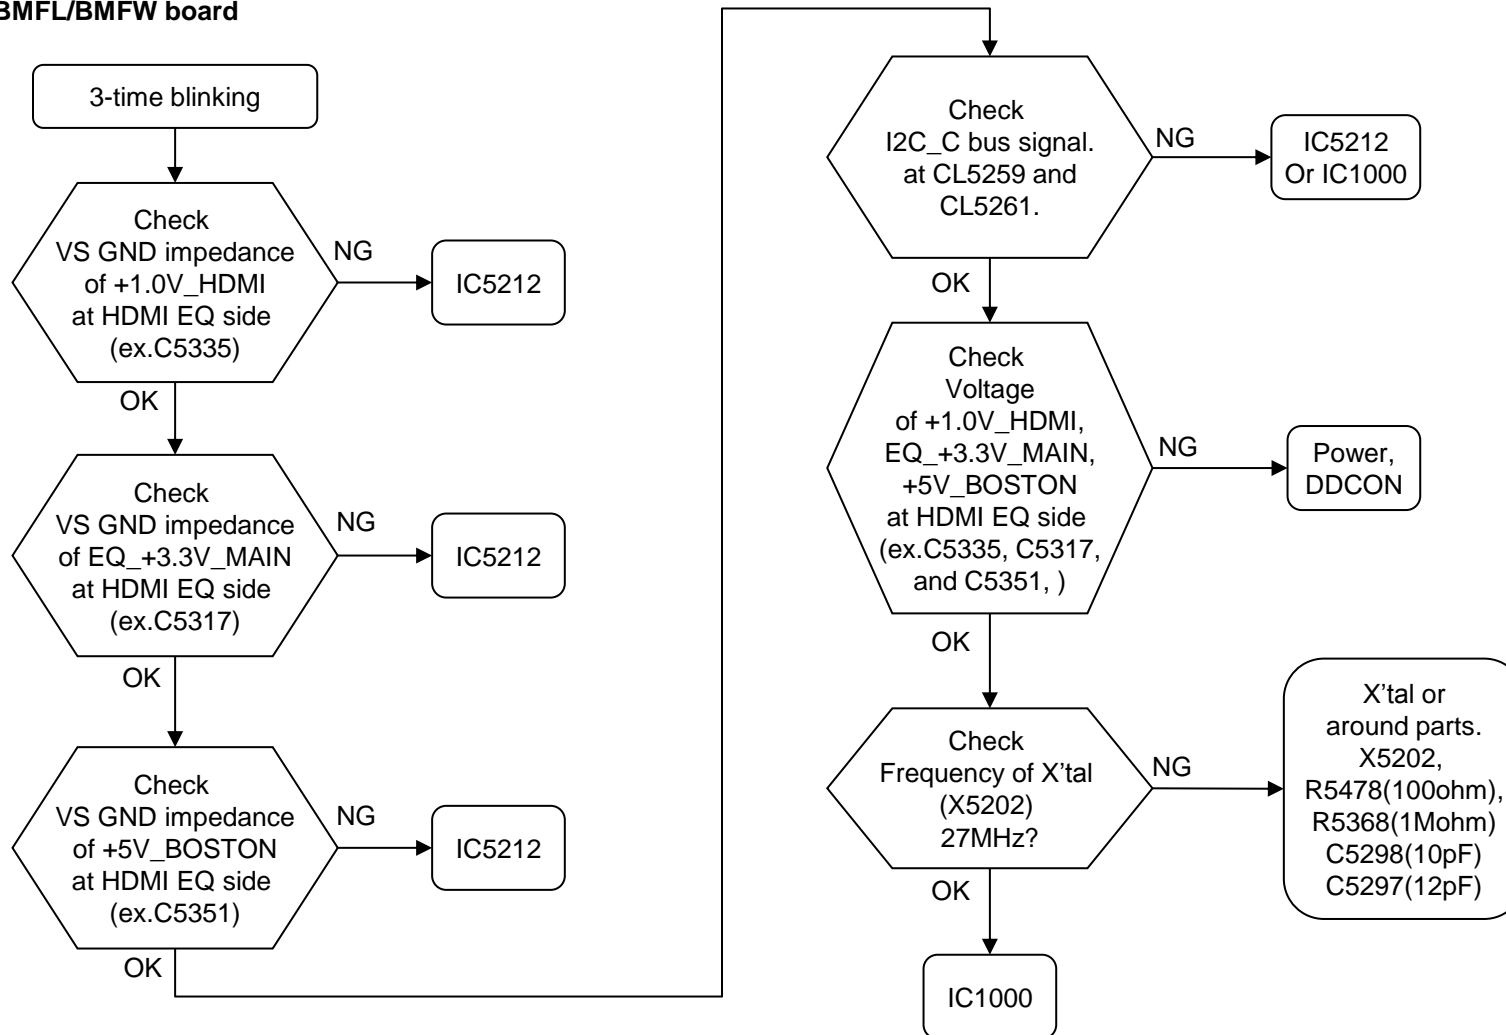 BMFL/BMFW board
3-time blinking
Check
VS GND impedance
of +1.0V_HDMI
at HDMI EQ side
(ex.C5335)
NG
IC5212
OK
Check
VS GND impedance
of EQ_+3.3V_MAIN
at HDMI EQ side
(ex.C5317)
NG
IC5212
OK
Check
VS GND impedance
of +5V_BOSTON
at HDMI EQ side
(ex.C5351)
NG
IC5212
OK
Check
I2C_C bus signal.
at CL5259 and
CL5261.
NG
IC5212
Or IC1000
OK
Check
Voltage
of +1.0V_HDMI,
EQ_+3.3V_MAIN,
+5V_BOSTON
at HDMI EQ side
(ex.C5335, C5317,
and C5351, )
NG
Power,
DDCON
OK
Check
Frequency of X'tal
(X5202)
27MHz?
NG
X'tal or
around parts.
X5202,
R5478(100ohm),
R5368(1Mohm)
C5298(10pF)
C5297(12pF)
OK
IC1000